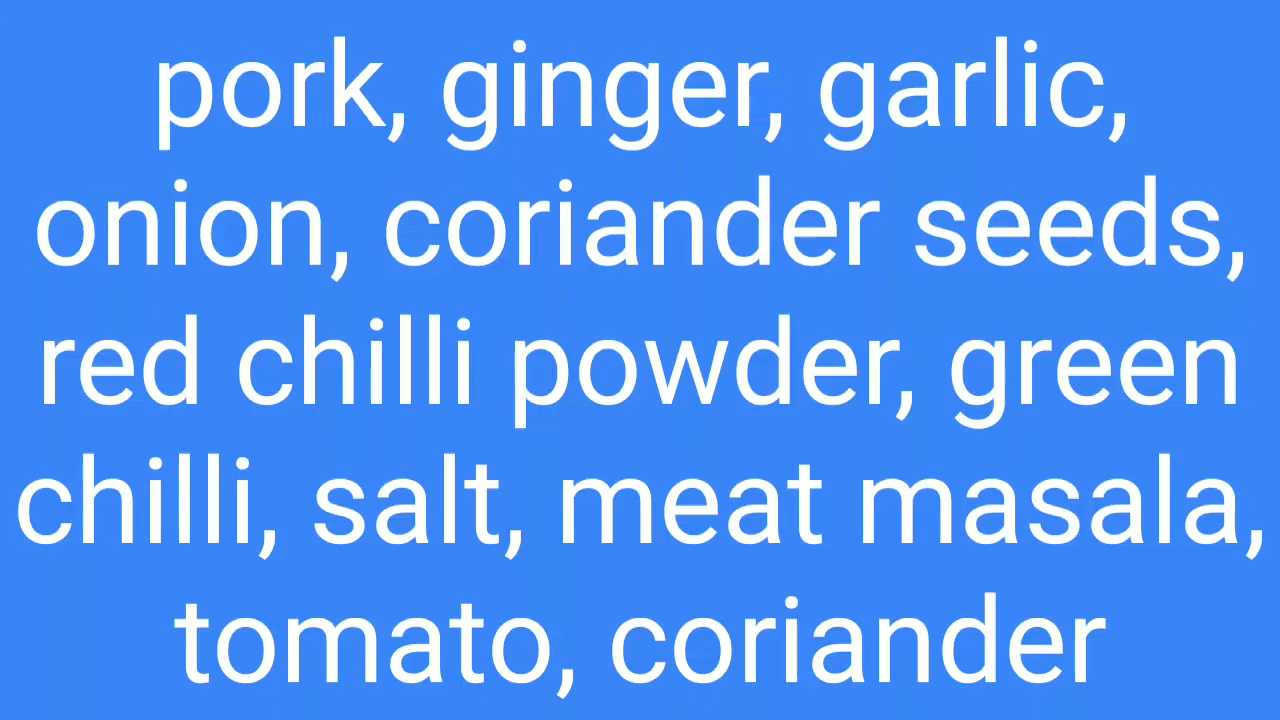 pork, ginger, garlic,
onion, coriander seeds,
red chilli powder, green
chilli, salt, meat masala,
tomato, coriander